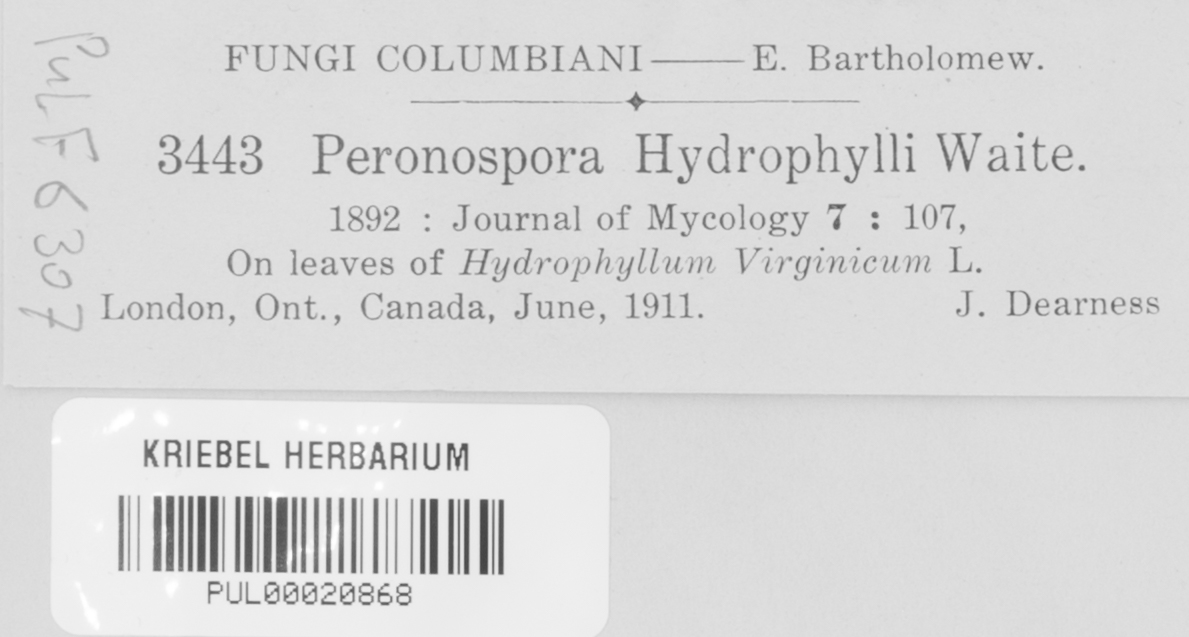 FUNGI COLUMBIANI—E. Bartholomew.
3443 Peronospora Hydrophylli Waite.
1892 : Journal of Mycology 7 : 107,
On leaves of Hydrophyllum Virginicum L.
London, Ont., Canada, June, 1911. J. Dearness
PUL F 6307
KRIEBEL HERBARIUM
PUL00020868